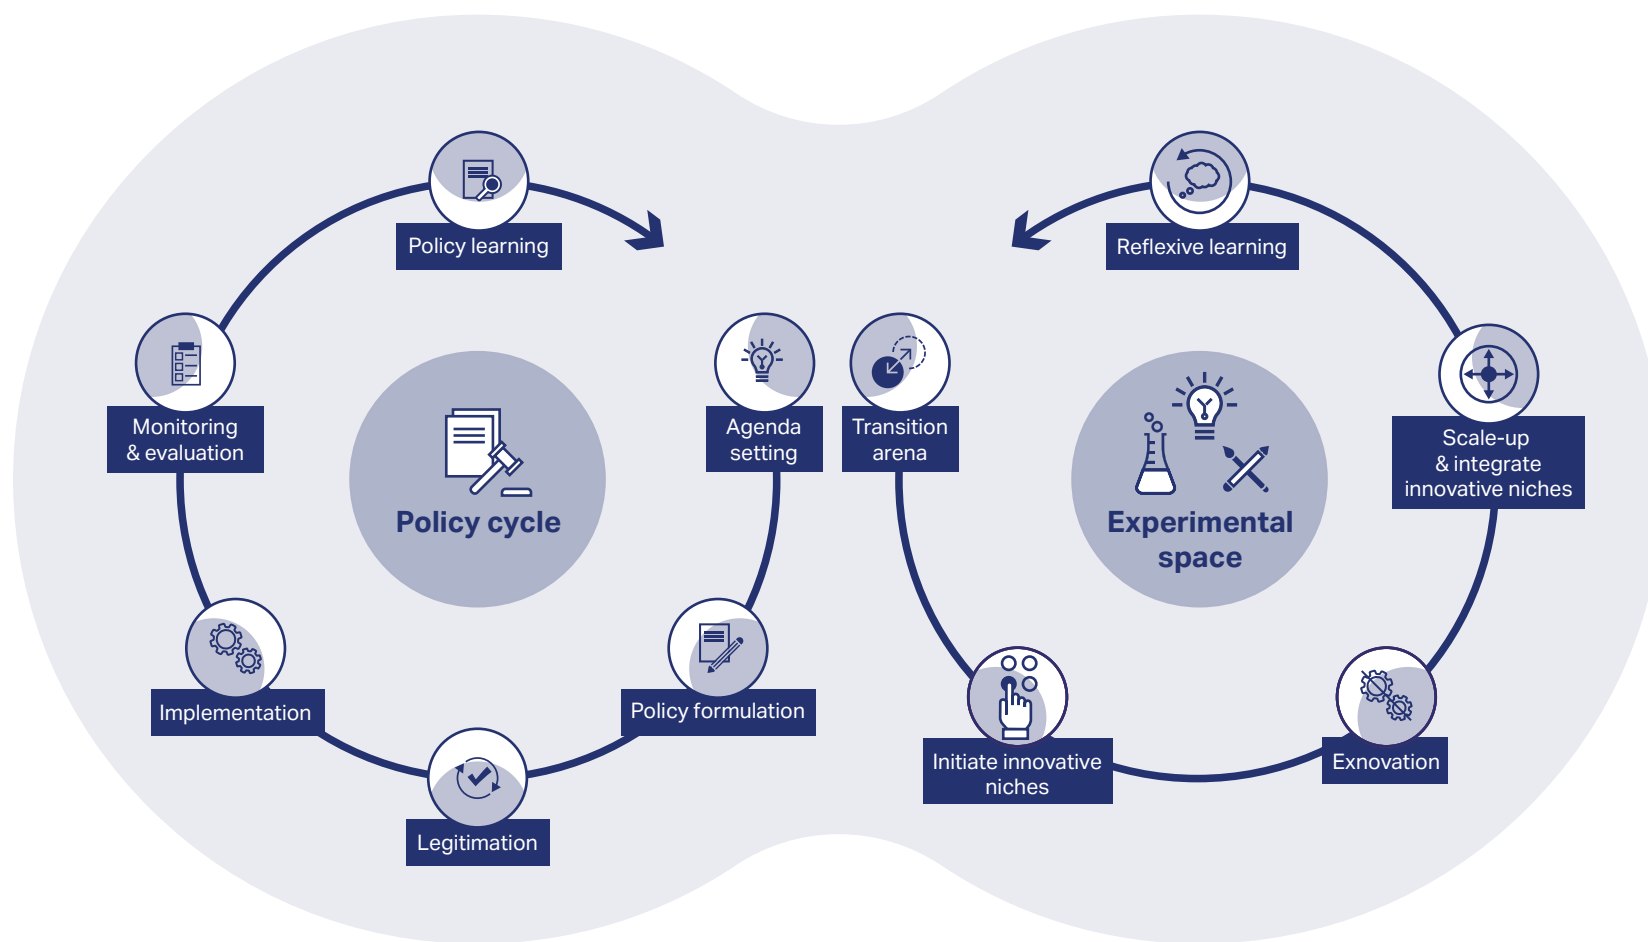 Policy learning
Monitoring
& evaluation
Agenda
setting
Policy cycle
Implementation
Policy formulation
Legitimation
Reflexive learning
Transition
arena
Scale-up
& integrate
innovative niches
Experimental
space
Initiate innovative
niches
Exnovation